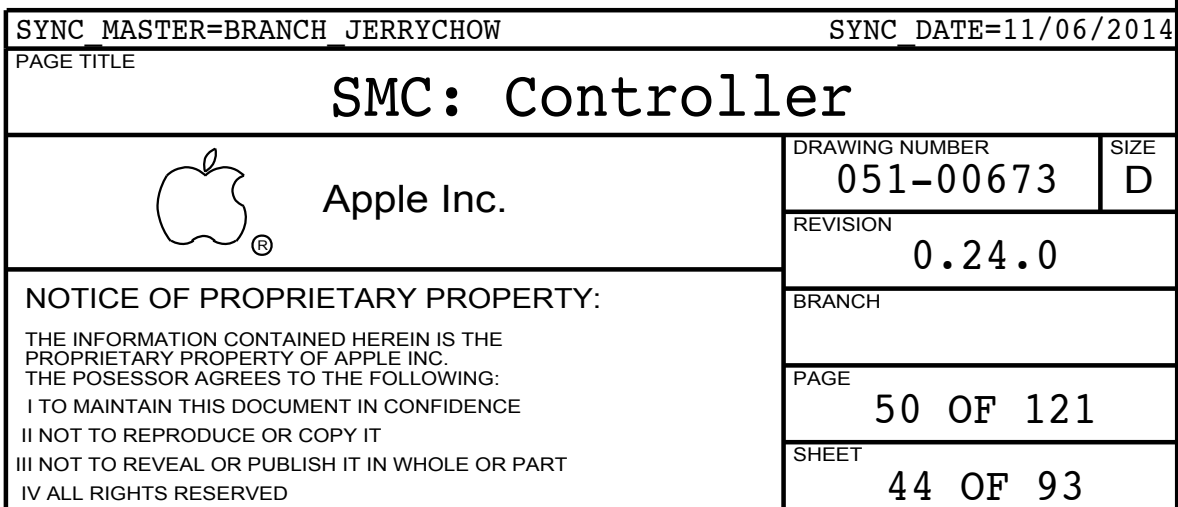 SYNC_MASTER=BRANCH_JERRYCHOW SYNC_DATE=11/06/2014
PAGE TITLE
SMC: Controller
Apple Inc.
®
DRAWING NUMBER
051-00673
SIZE
D
REVISION
0.24.0
NOTICE OF PROPRIETARY PROPERTY:
THE INFORMATION CONTAINED HEREIN IS THE
PROPRIETARY PROPERTY OF APPLE INC.
THE POSESSOR AGREES TO THE FOLLOWING:
I TO MAINTAIN THIS DOCUMENT IN CONFIDENCE
II NOT TO REPRODUCE OR COPY IT
III NOT TO REVEAL OR PUBLISH IT IN WHOLE OR PART
IV ALL RIGHTS RESERVED
BRANCH
PAGE
50 OF 121
SHEET
44 OF 93